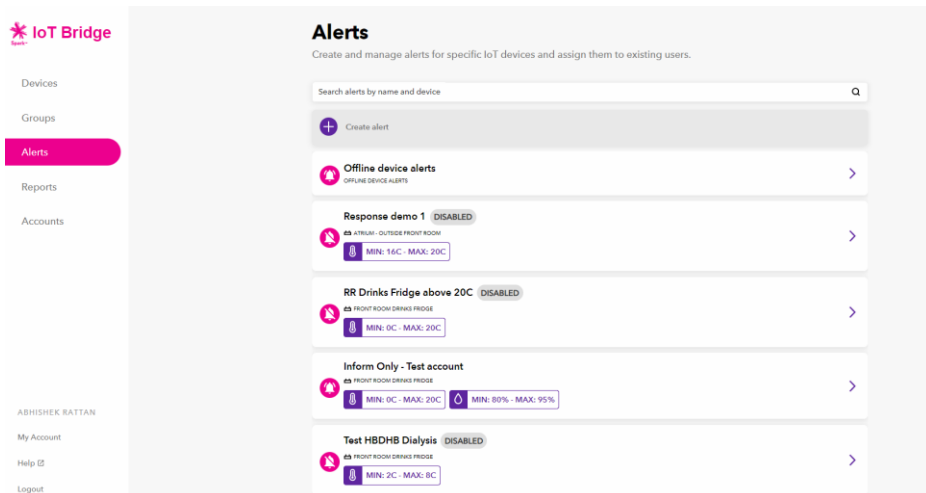 IoT Bridge
Spark
Devices
Groups
Alerts
Reports
Accounts
ABHISHEK RATTAN
My Account
Help
Logout
Alerts
Create and manage alerts for specific IoT devices and assign them to existing users.
Search alerts by name and device
Create alert
Offline device alerts
OFFLINE DEVICE ALERTS
Response demo 1 DISABLED
ATRIUM - OUTSIDE FRONT ROOM
MIN: 16C - MAX: 20C
RR Drinks Fridge above 20C DISABLED
FRONT ROOM DRINKS FRIDGE
MIN: 0C - MAX: 20C
Inform Only - Test account
FRONT ROOM DRINKS FRIDGE
MIN: 0C - MAX: 20C MIN: 80% - MAX: 95%
Test HBDHB Dialysis DISABLED
FRONT ROOM DRINKS FRIDGE
MIN: 2C - MAX: 8C